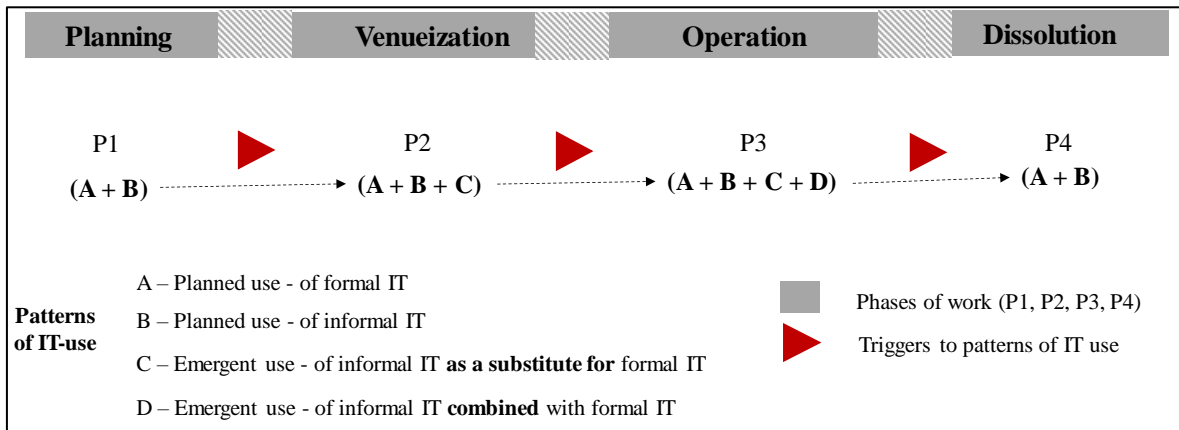 Planning Venueization Operation Dissolution
P1 P2 P3 P4
(A + B) (A + B + C) (A + B + C + D) (A + B)
Patterns
of IT-use
A – Planned use - of formal IT
B – Planned use - of informal IT
C – Emergent use - of informal IT as a substitute for formal IT
D – Emergent use - of informal IT combined with formal IT
Phases of work (P1, P2, P3, P4)
Triggers to patterns of IT use